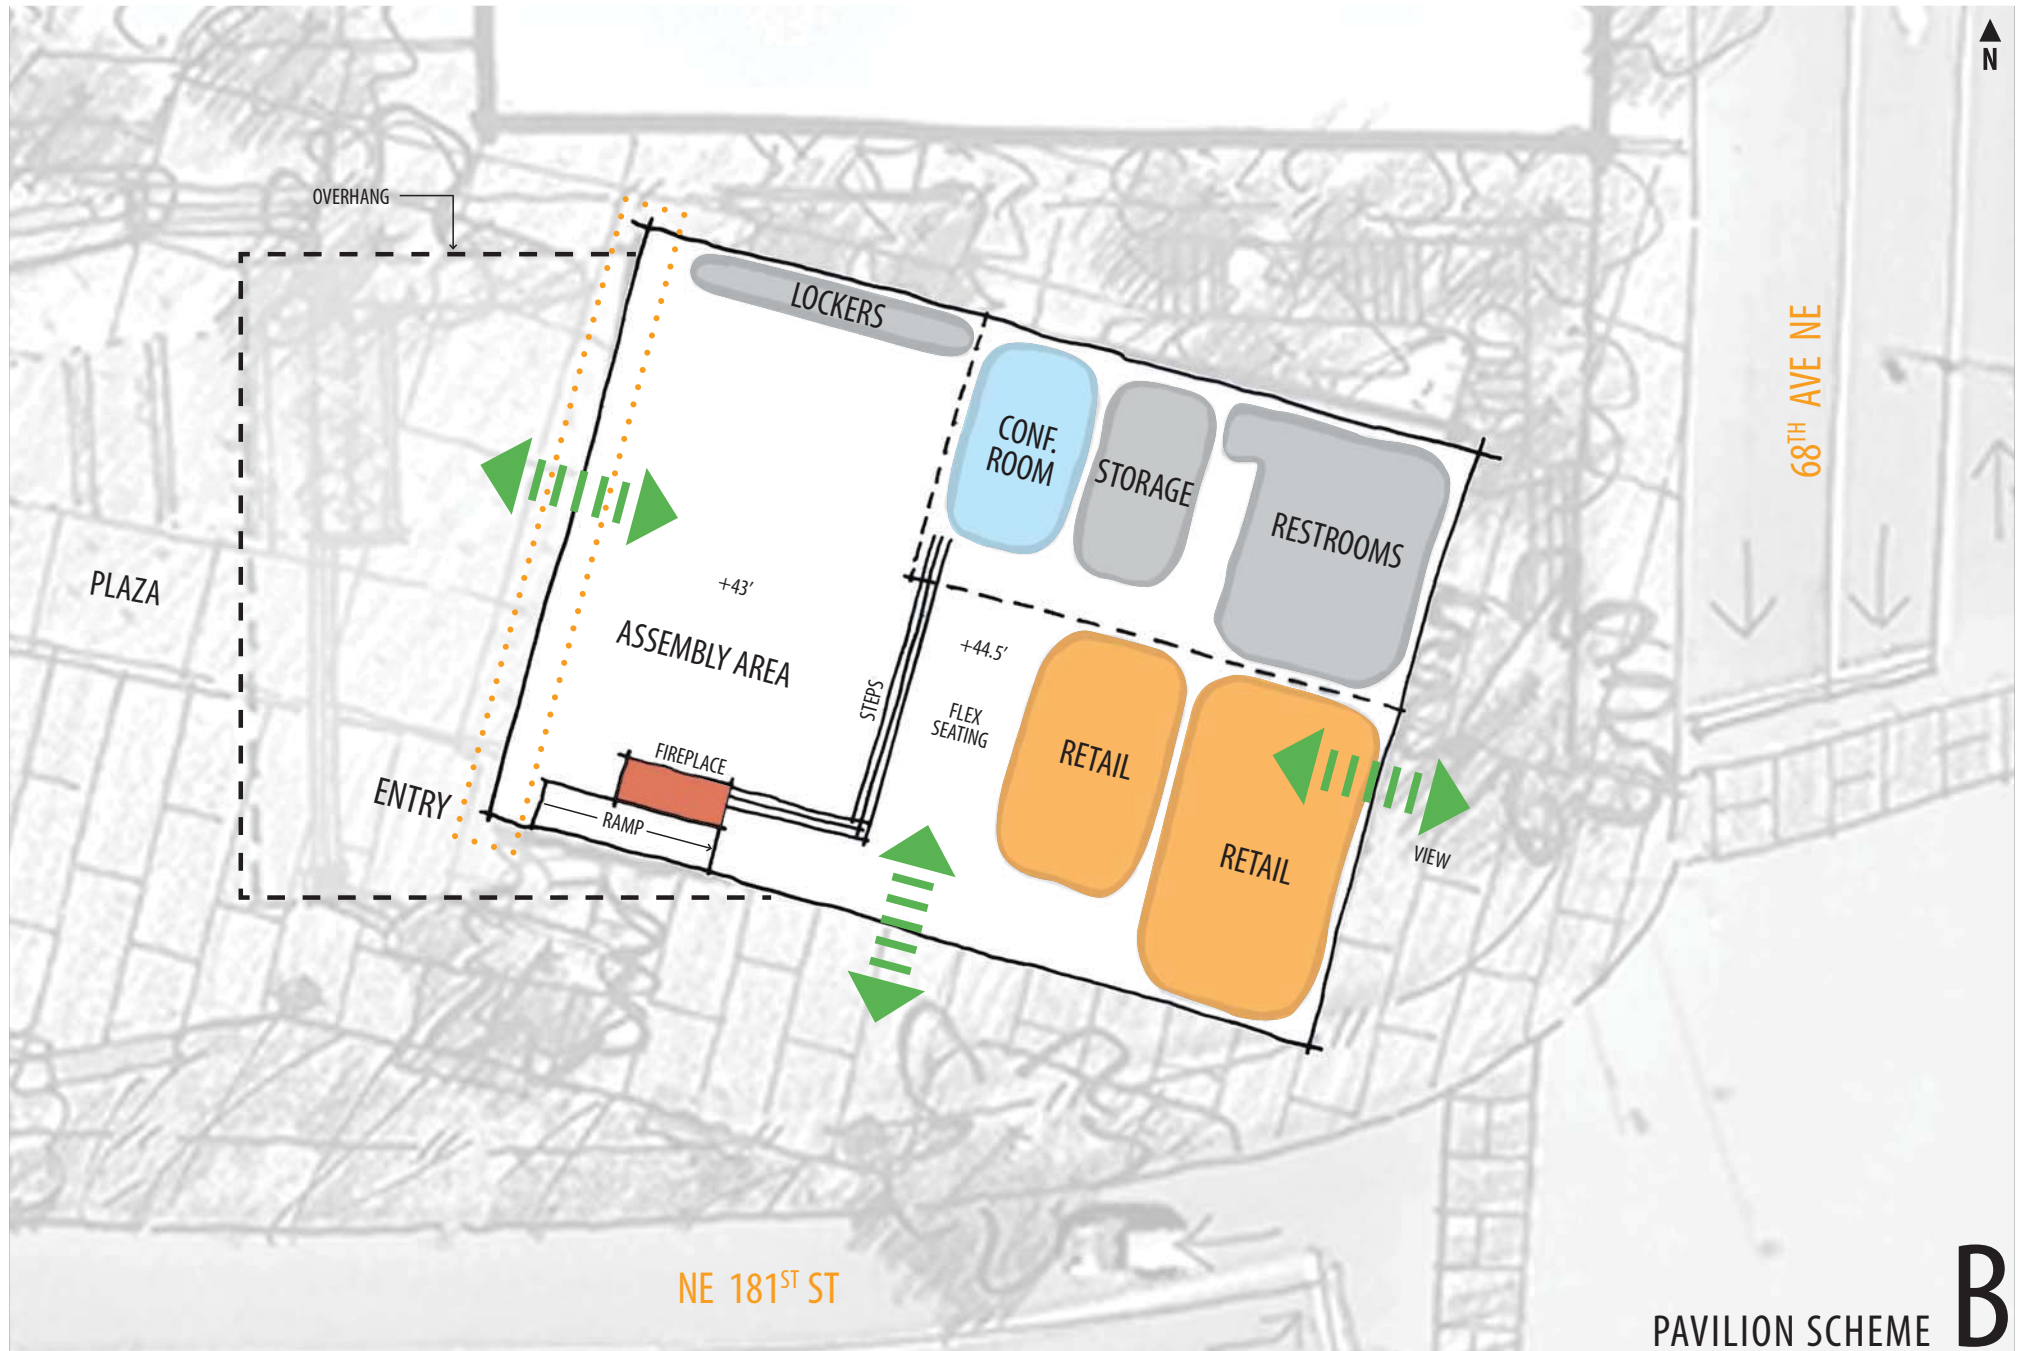 N
OVERHANG
LOCKERS
68TH AVE NE
CONF.
ROOM
STORAGE
RESTROOMS
PLAZA
+43'
ASSEMBLY AREA
+44.5'
STEPS
FLEX
SEATING
FIREPLACE
RETAIL
ENTRY
RAMP
RETAIL
VIEW
NE 181ST ST
PAVILION SCHEME B